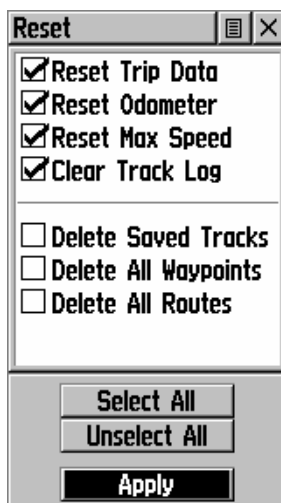 Reset
Reset Trip Data
Reset Odometer
Reset Max Speed
Clear Track Log
Delete Saved Tracks
Delete All Waypoints
Delete All Routes
Select All
Unselect All
Apply